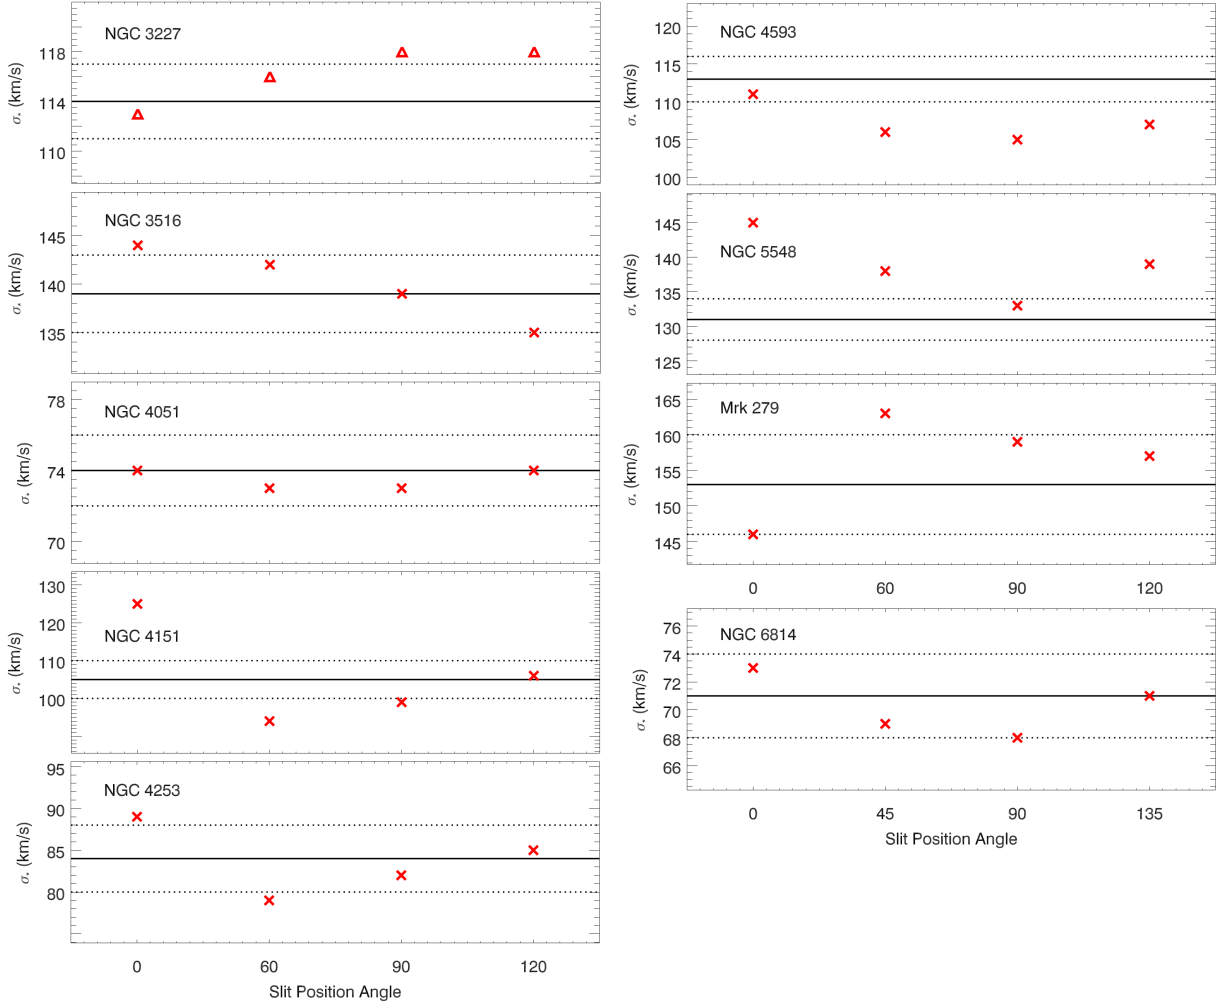 NGC 3227
118
114
110
σ* (km/s)
NGC 3516
145
140
135
σ* (km/s)
NGC 4051
78
74
70
σ* (km/s)
NGC 4151
130
120
110
100
σ* (km/s)
NGC 4253
95
90
85
80
σ* (km/s)
0 60 90 120
Slit Position Angle
NGC 4593
120
115
110
105
100
σ* (km/s)
NGC 5548
145
140
135
130
125
σ* (km/s)
Mrk 279
165
160
155
150
145
σ* (km/s)
0 60 90 120
NGC 6814
76
74
72
70
68
66
σ* (km/s)
0 45 90 135
Slit Position Angle